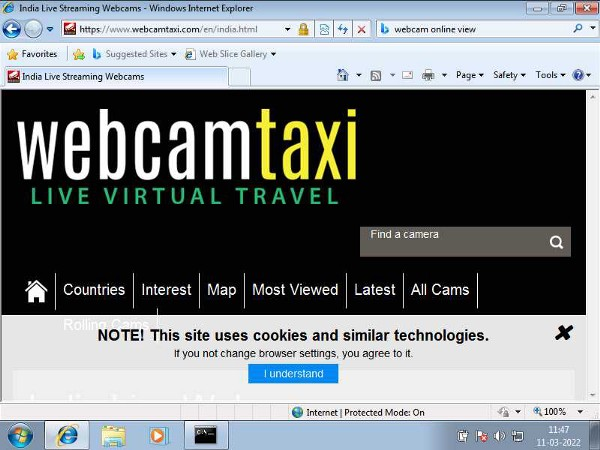 India Live Streaming Webcams - Windows Internet Explorer
https://www.webcamtaxi.com/en/india.html
webcam online view
Favorites Suggested Sites Web Slice Gallery
India Live Streaming Webcams
Page Safety Tools
webcamtaxi
LIVE VIRTUAL TRAVEL
Find a camera
Countries Interest Map Most Viewed Latest All Cams
Rolling Cams
NOTE! This site uses cookies and similar technologies.
If you not change browser settings, you agree to it.
I understand
Internet | Protected Mode: On
100%
11:47
11-03-2022